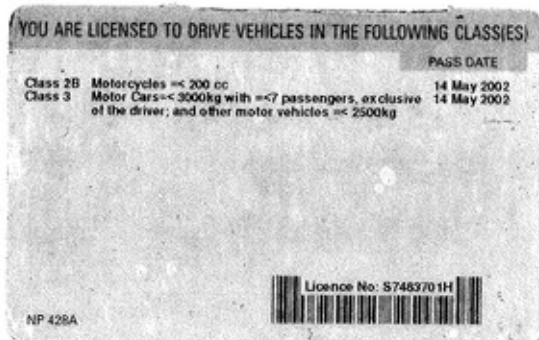 YOU ARE LICENSED TO DRIVE VEHICLES IN THE FOLLOWING CLASS(ES)
PASS DATE
Class 2B Motorcycles =< 200 cc 14 May 2002
Class 3 Motor Cars=< 3000kg with =<7 passengers, exclusive 14 May 2002
of the driver; and other motor vehicles =< 2500kg
Licence No: S7483701H
NP 428A